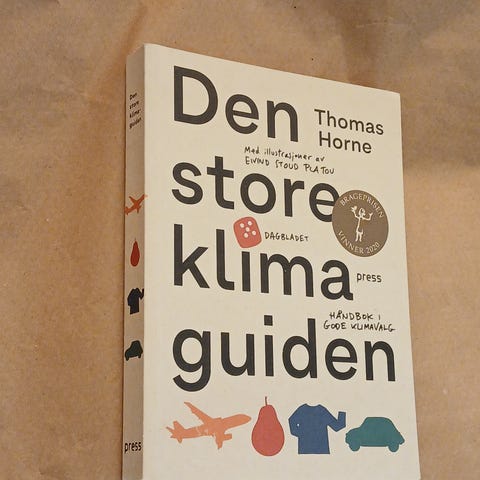 Den
store
klima-
guiden
press
Den
Thomas
Horne
Med illustrasjoner av
EIVIND STOUD PLATOU
store
BRAGEPRISEN
VINNER 2020
DAGBLADET
klima
press
HÅNDBOK I
GODE KLIMAVALG
guiden